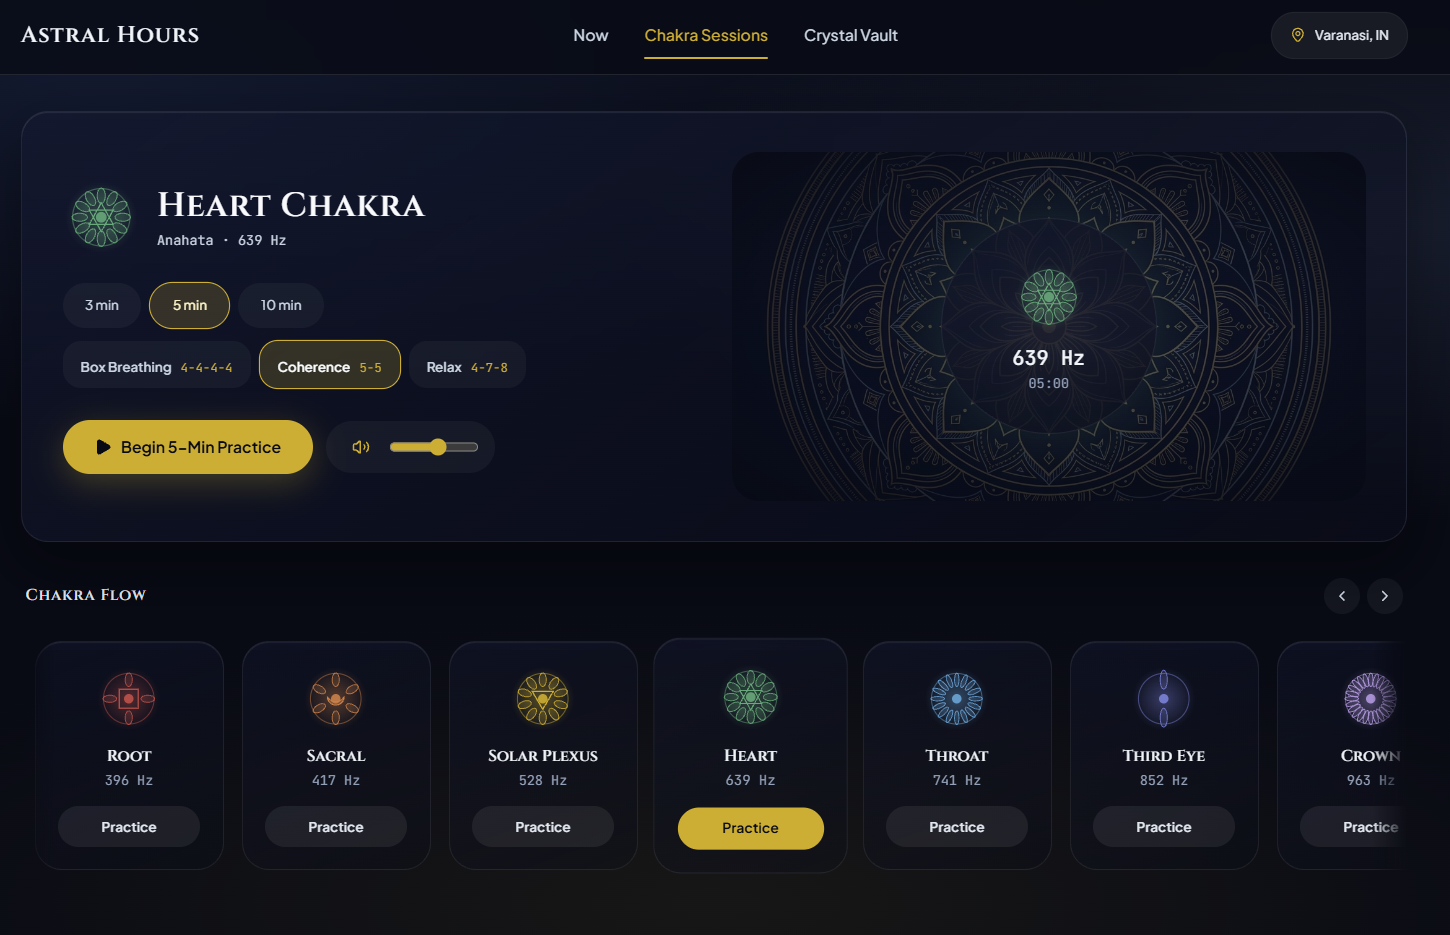 Astral Hours
Now Chakra Sessions Crystal Vault
Varanasi, IN
Heart Chakra
Anahata · 639 Hz
3 min 5 min 10 min
Box Breathing 4-4-4-4 Coherence 5-5 Relax 4-7-8
Begin 5–Min Practice
639 Hz
05:00
Chakra Flow
Root Sacral Solar Plexus Heart Throat Third Eye Crown
396 Hz 417 Hz 528 Hz 639 Hz 741 Hz 852 Hz 963 Hz
Practice Practice Practice Practice Practice Practice Practice